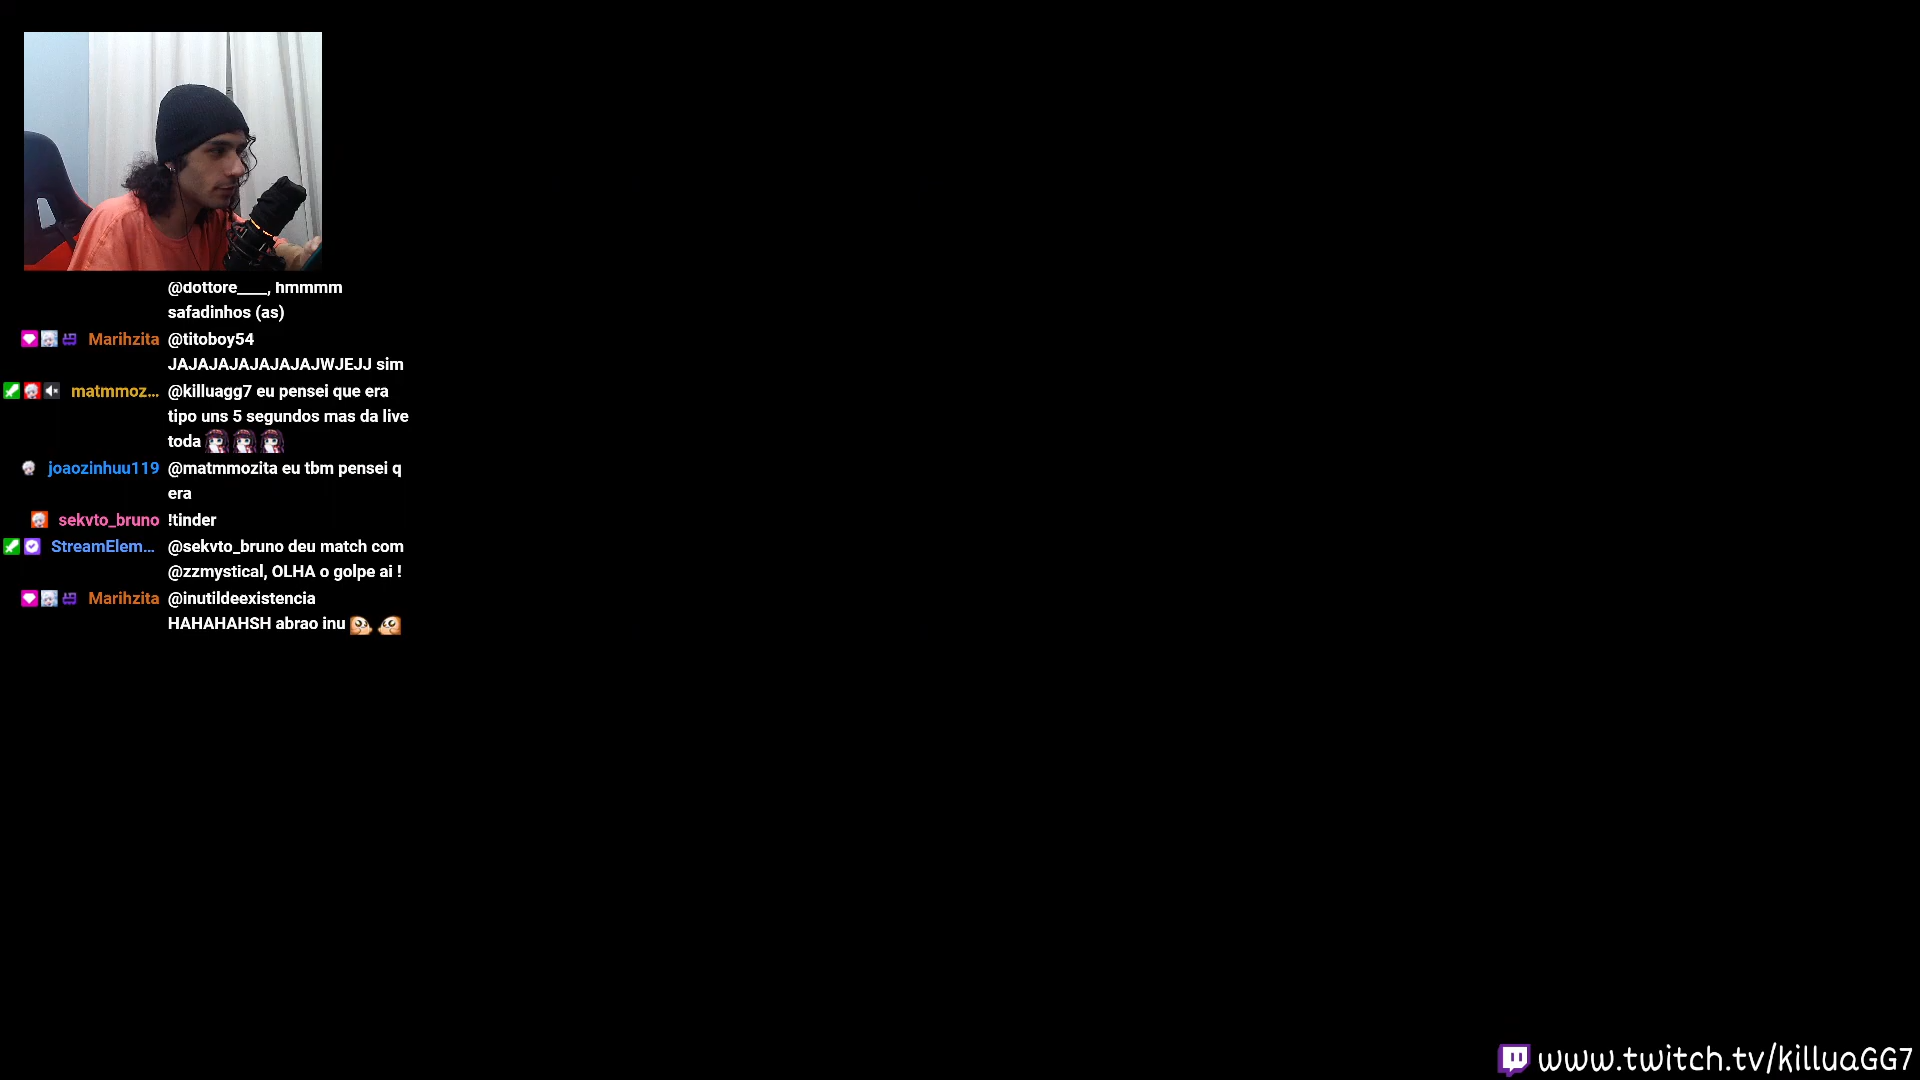 @dottore____, hmmmm
safadinhos (as)
Marihzita @titoboy54
JAJAJAJAJAJAJAJWJEJJ sim
matmmoz... @killuagg7 eu pensei que era
tipo uns 5 segundos mas da live
toda
joaozinhuu119 @matmmozita eu tbm pensei q
era
sekvto_bruno !tinder
StreamElem... @sekvto_bruno deu match com
@zzmystical, OLHA o golpe ai !
Marihzita @inutildeexistencia
HAHAHAHSH abrao inu
www.twitch.tv/killuaGG7